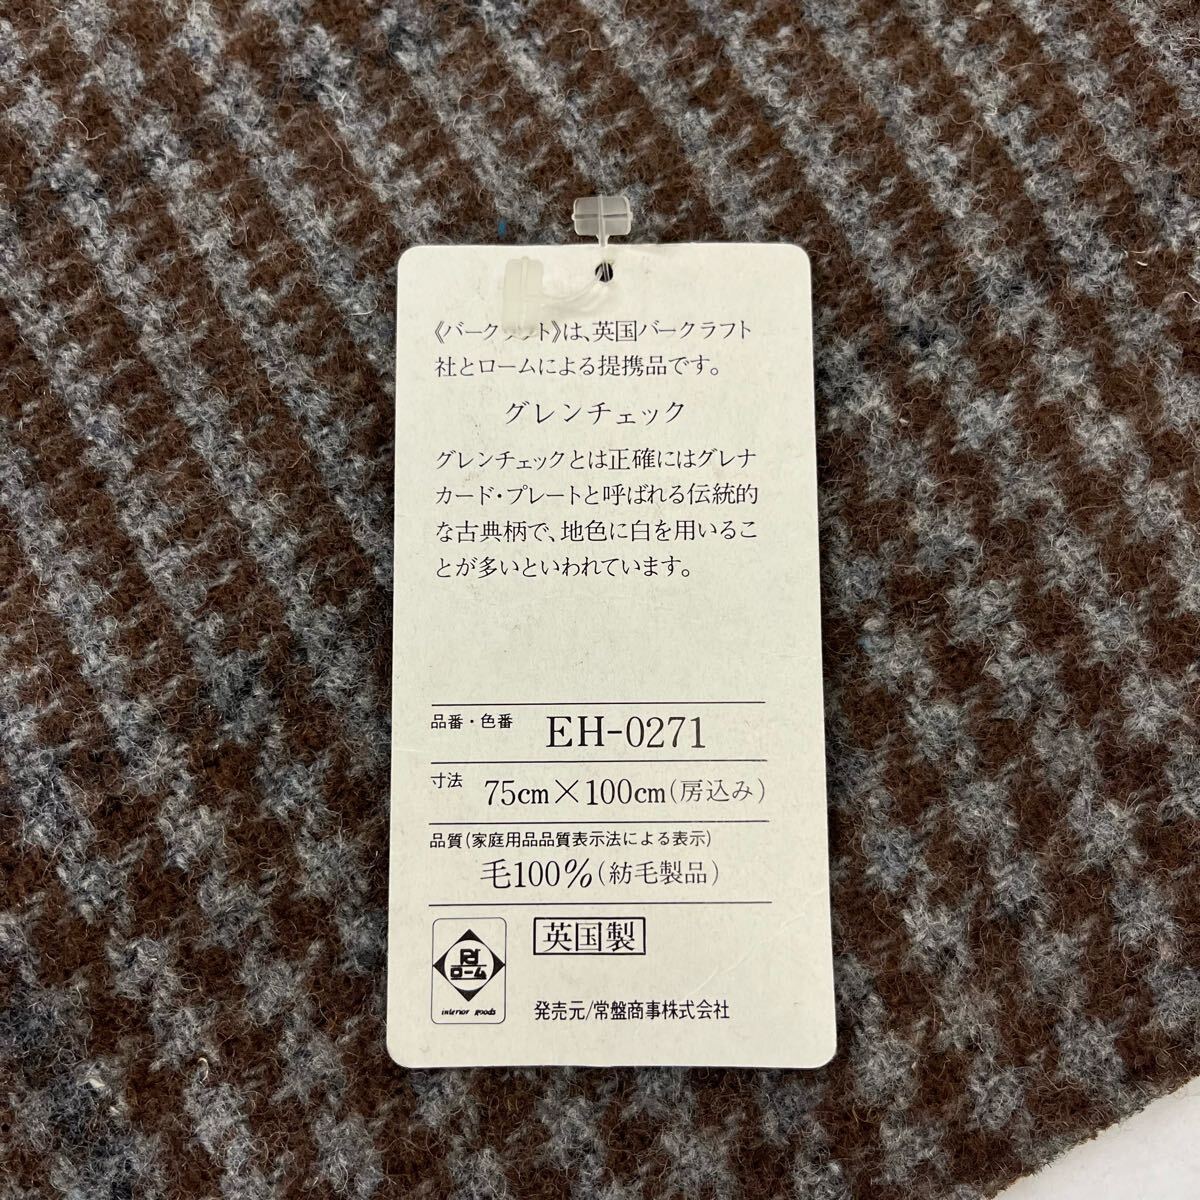 《バークラフト》は、英国バークラフト
社とロームによる提携品です。
グレンチェック
グレンチェックとは正確にはグレナ
カード・プレートと呼ばれる伝統的
な古典柄で、地色に白を用いるこ
とが多いといわれています。
品番・色番 EH-0271
寸法 75cm×100cm(房込み)
品質(家庭用品品質表示法による表示)
毛100%(紡毛製品)
英国製
ローム
interior goods
発売元/常盤商事株式会社